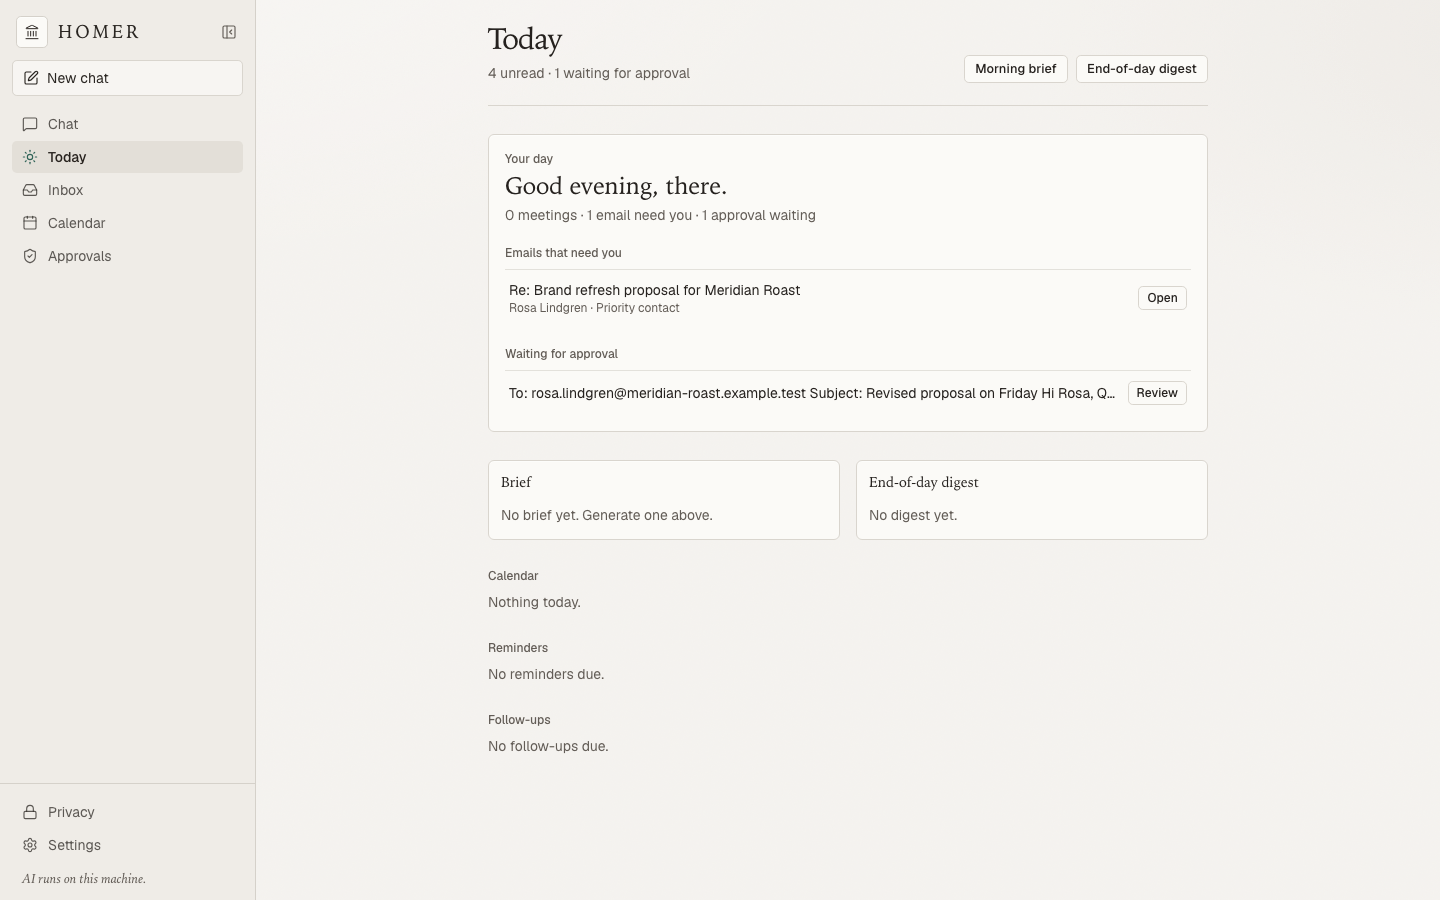 HOMER
New chat
Chat
Today
Inbox
Calendar
Approvals
Privacy
Settings
AI runs on this machine.
Today
4 unread · 1 waiting for approval
Morning brief
End-of-day digest
Your day
Good evening, there.
0 meetings · 1 email need you · 1 approval waiting
Emails that need you
Re: Brand refresh proposal for Meridian Roast
Rosa Lindgren · Priority contact
Open
Waiting for approval
To: rosa.lindgren@meridian-roast.example.test Subject: Revised proposal on Friday Hi Rosa, Q…
Review
Brief
No brief yet. Generate one above.
End-of-day digest
No digest yet.
Calendar
Nothing today.
Reminders
No reminders due.
Follow-ups
No follow-ups due.